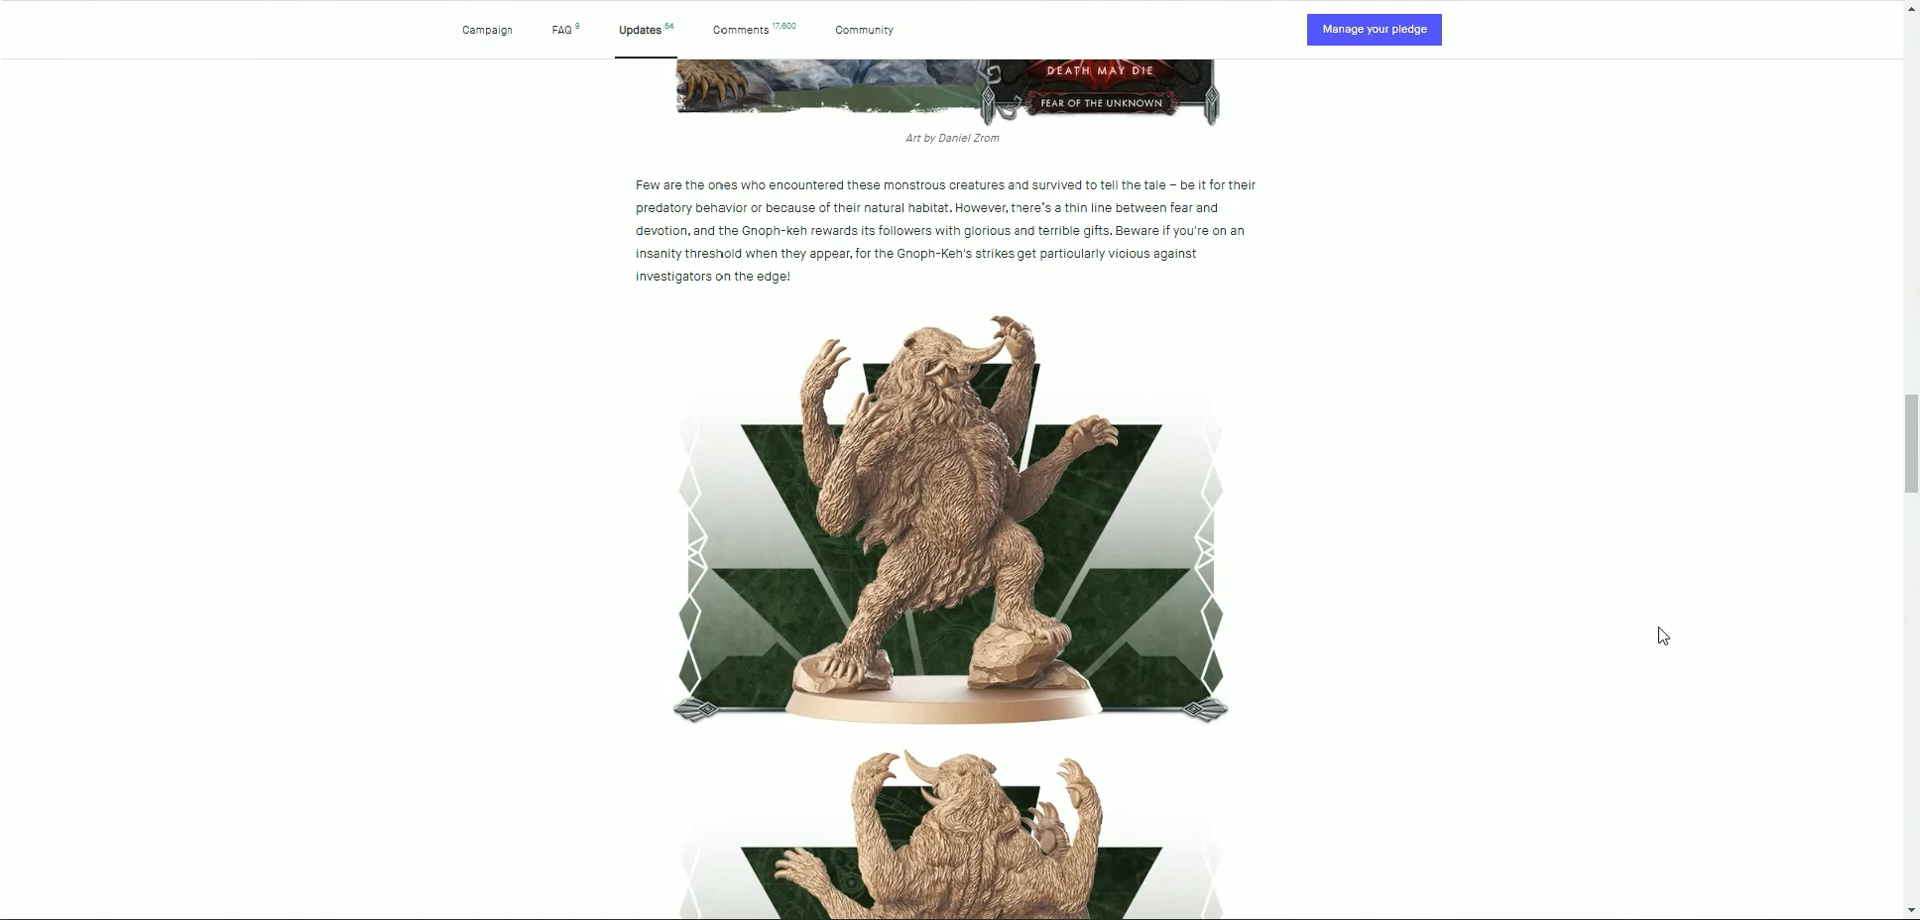 Campaign
FAQ 9
Updates 54
Comments 17,600
Community
Manage your pledge
DEATH MAY DIE
FEAR OF THE UNKNOWN
Art by Daniel Zrom
Few are the ones who encountered these monstrous creatures and survived to tell the tale – be it for their
predatory behavior or because of their natural habitat. However, there's a thin line between fear and
devotion, and the Gnoph-keh rewards its followers with glorious and terrible gifts. Beware if you're on an
insanity threshold when they appear, for the Gnoph-Keh's strikes get particularly vicious against
investigators on the edge!